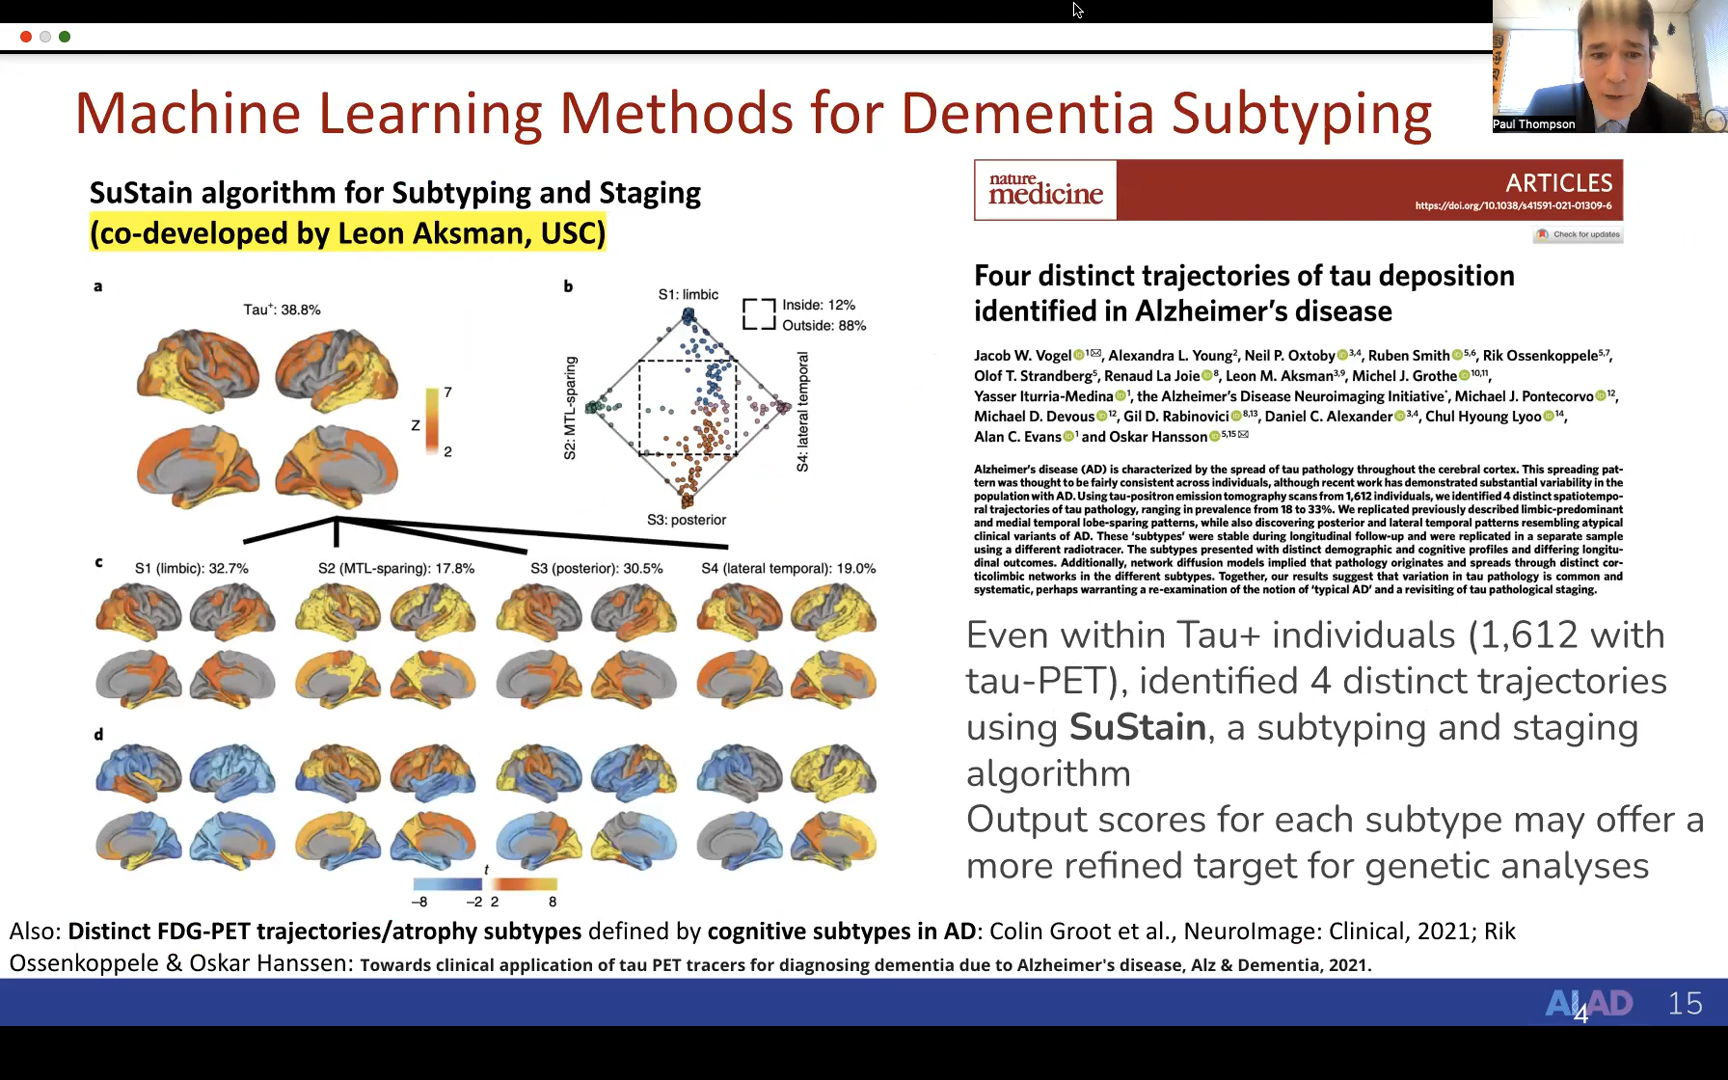 Paul Thompson
Machine Learning Methods for Dementia Subtyping
SuStain algorithm for Subtyping and Staging
(co-developed by Leon Aksman, USC)
a
Tau+: 38.8%
7
Z
2
b
S1: limbic
Inside: 12%
Outside: 88%
S2: MTL-sparing
S4: lateral temporal
S3: posterior
c
S1 (limbic): 32.7%
S2 (MTL-sparing): 17.8%
S3 (posterior): 30.5%
S4 (lateral temporal): 19.0%
d
t
−8
−2
2
8
nature
medicine
ARTICLES
https://doi.org/10.1038/s41591-021-01309-6
Check for updates
Four distinct trajectories of tau deposition
identified in Alzheimer's disease
Jacob W. Vogel 1✉, Alexandra L. Young2, Neil P. Oxtoby 3,4, Ruben Smith 5,6, Rik Ossenkoppele5,7,
Olof T. Strandberg5, Renaud La Joie 8, Leon M. Aksman3,9, Michel J. Grothe 10,11,
Yasser Iturria-Medina 1, the Alzheimer's Disease Neuroimaging Initiative*, Michael J. Pontecorvo 12,
Michael D. Devous 12, Gil D. Rabinovici 8,13, Daniel C. Alexander 3,4, Chul Hyoung Lyoo 14,
Alan C. Evans 1 and Oskar Hansson 5,15✉
Alzheimer's disease (AD) is characterized by the spread of tau pathology throughout the cerebral cortex. This spreading pat-
tern was thought to be fairly consistent across individuals, although recent work has demonstrated substantial variability in the
population with AD. Using tau-positron emission tomography scans from 1,612 individuals, we identified 4 distinct spatiotempo-
ral trajectories of tau pathology, ranging in prevalence from 18 to 33%. We replicated previously described limbic-predominant
and medial temporal lobe-sparing patterns, while also discovering posterior and lateral temporal patterns resembling atypical
clinical variants of AD. These 'subtypes' were stable during longitudinal follow-up and were replicated in a separate sample
using a different radiotracer. The subtypes presented with distinct demographic and cognitive profiles and differing longitu-
dinal outcomes. Additionally, network diffusion models implied that pathology originates and spreads through distinct cor-
ticolimbic networks in the different subtypes. Together, our results suggest that variation in tau pathology is common and
systematic, perhaps warranting a re-examination of the notion of 'typical AD' and a revisiting of tau pathological staging.
Even within Tau+ individuals (1,612 with
tau-PET), identified 4 distinct trajectories
using SuStain, a subtyping and staging
algorithm
Output scores for each subtype may offer a
more refined target for genetic analyses
Also: Distinct FDG-PET trajectories/atrophy subtypes defined by cognitive subtypes in AD: Colin Groot et al., NeuroImage: Clinical, 2021; Rik
Ossenkoppele & Oskar Hanssen: Towards clinical application of tau PET tracers for diagnosing dementia due to Alzheimer's disease, Alz & Dementia, 2021.
AI4AD
15